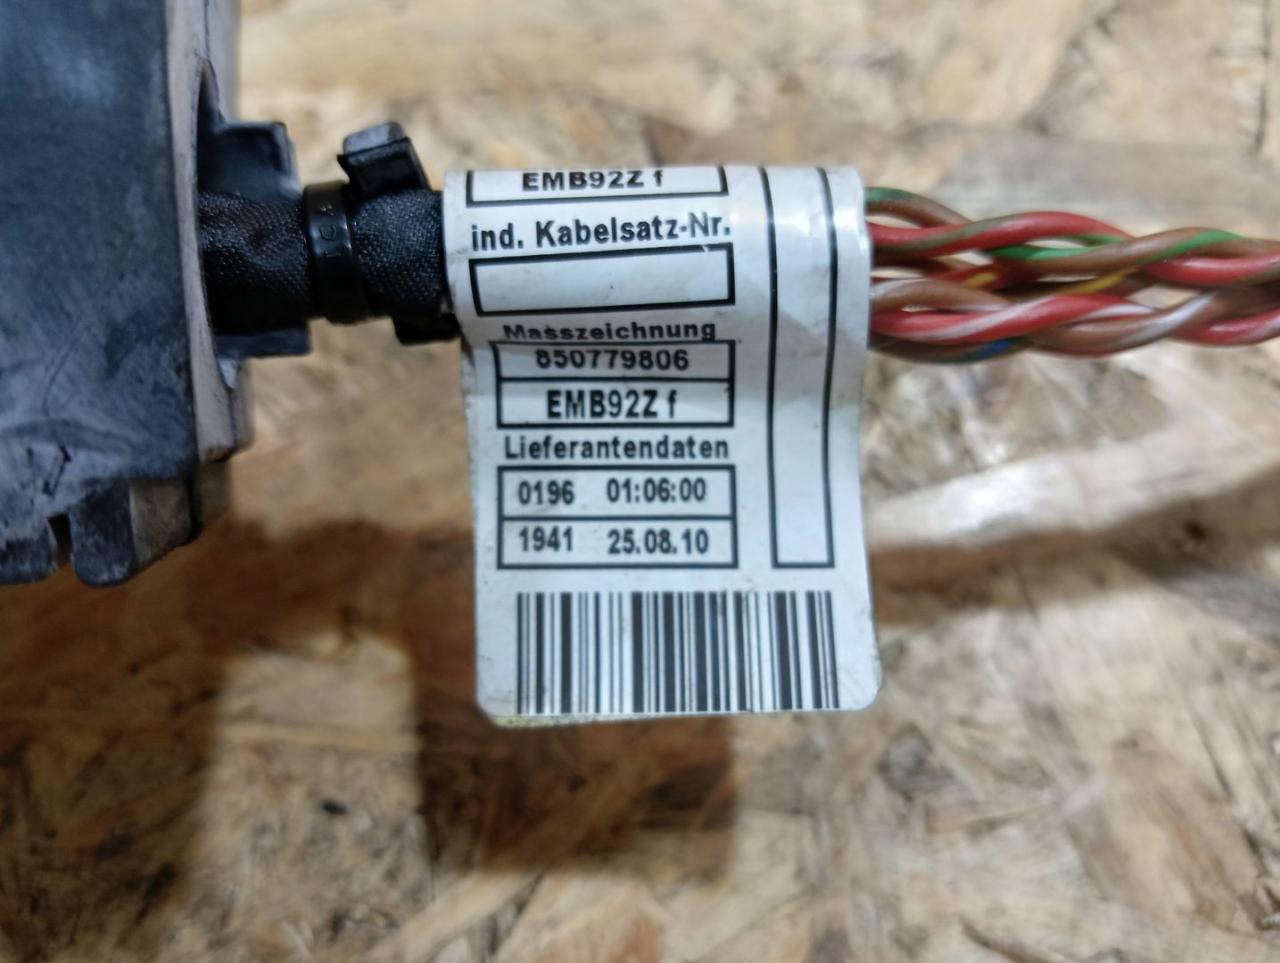 EMB92Z f
ind. Kabelsatz-Nr.
Masszeichnung
850779806
EMB92Z f
Lieferantendaten
0196 01:06:00
1941 25.08.10